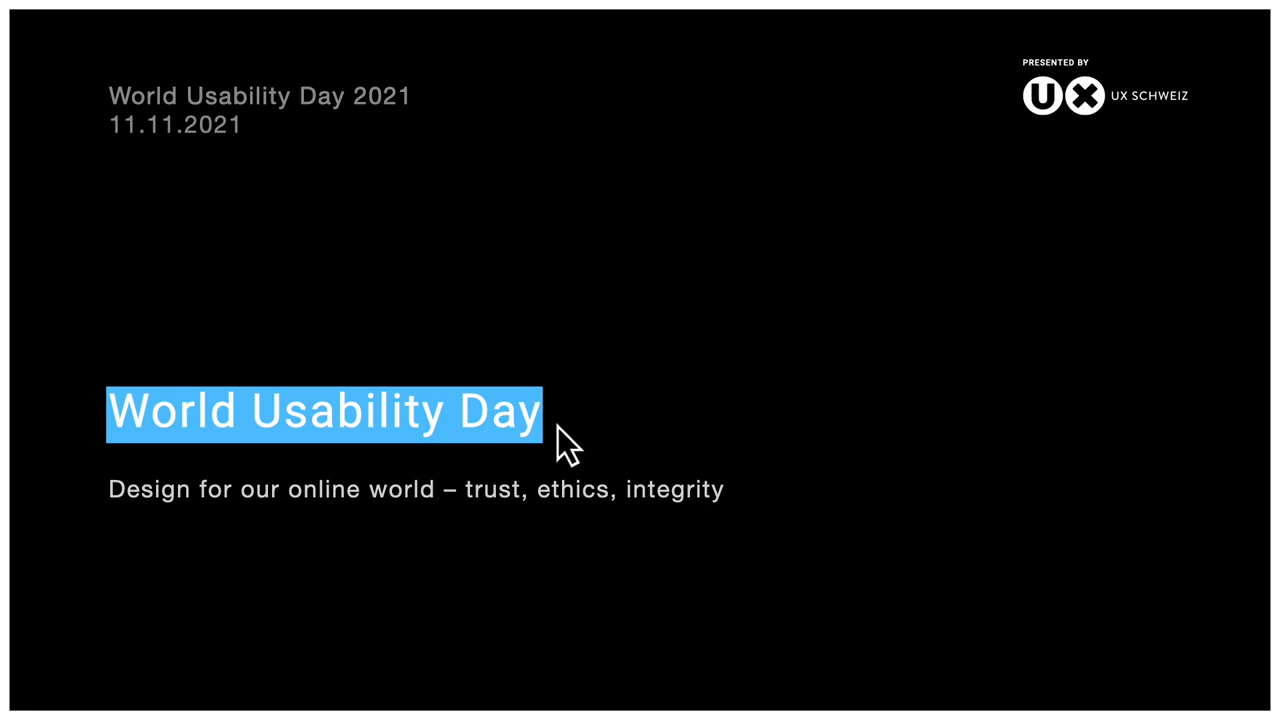 World Usability Day 2021
11.11.2021
PRESENTED BY
UX UX SCHWEIZ
World Usability Day
Design for our online world – trust, ethics, integrity